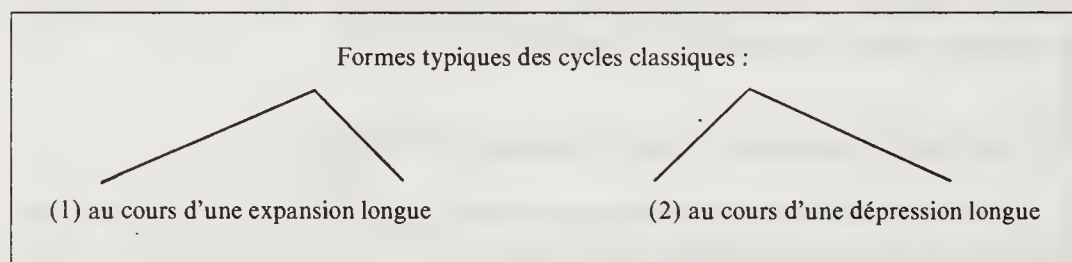 Formes typiques des cycles classiques :
(1) au cours d'une expansion longue
(2) au cours d'une dépression longue